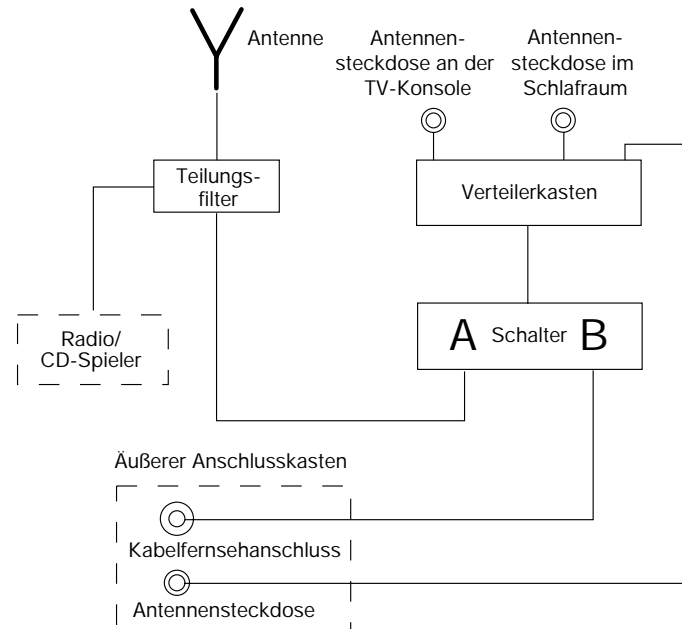 Antenne
Antennen-
steckdose an der
TV-Konsole
Antennen-
steckdose im
Schlafraum
Teilungs-
filter
Verteilerkasten
Radio/
CD-Spieler
A Schalter B
Äußerer Anschlusskasten
Kabelfernsehanschluss
Antennensteckdose